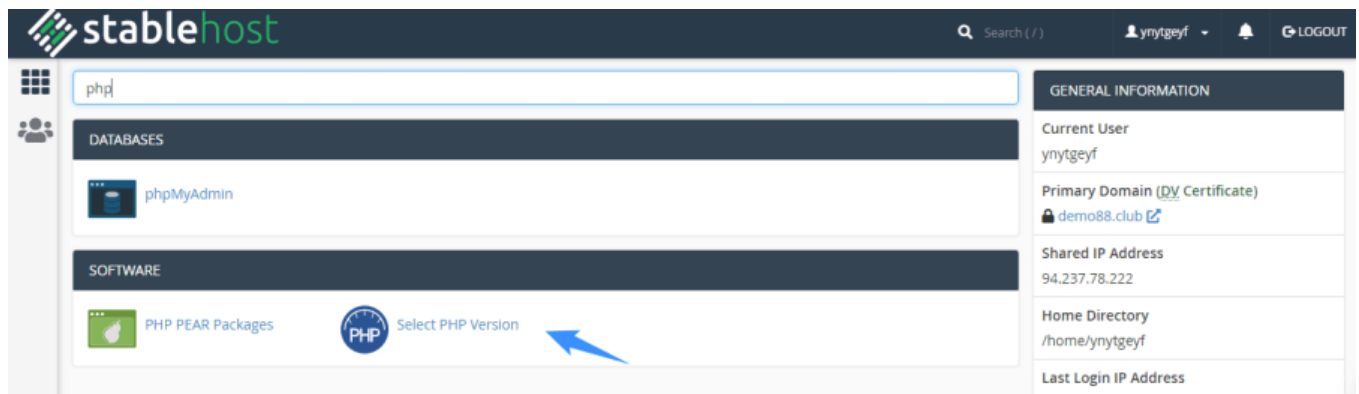 stablehost
Search ( / )
ynytgeyf
LOGOUT
php
DATABASES
phpMyAdmin
SOFTWARE
PHP PEAR Packages
PHP
Select PHP Version
GENERAL INFORMATION
Current User
ynytgeyf
Primary Domain (DV Certificate)
demo88.club
Shared IP Address
94.237.78.222
Home Directory
/home/ynytgeyf
Last Login IP Address